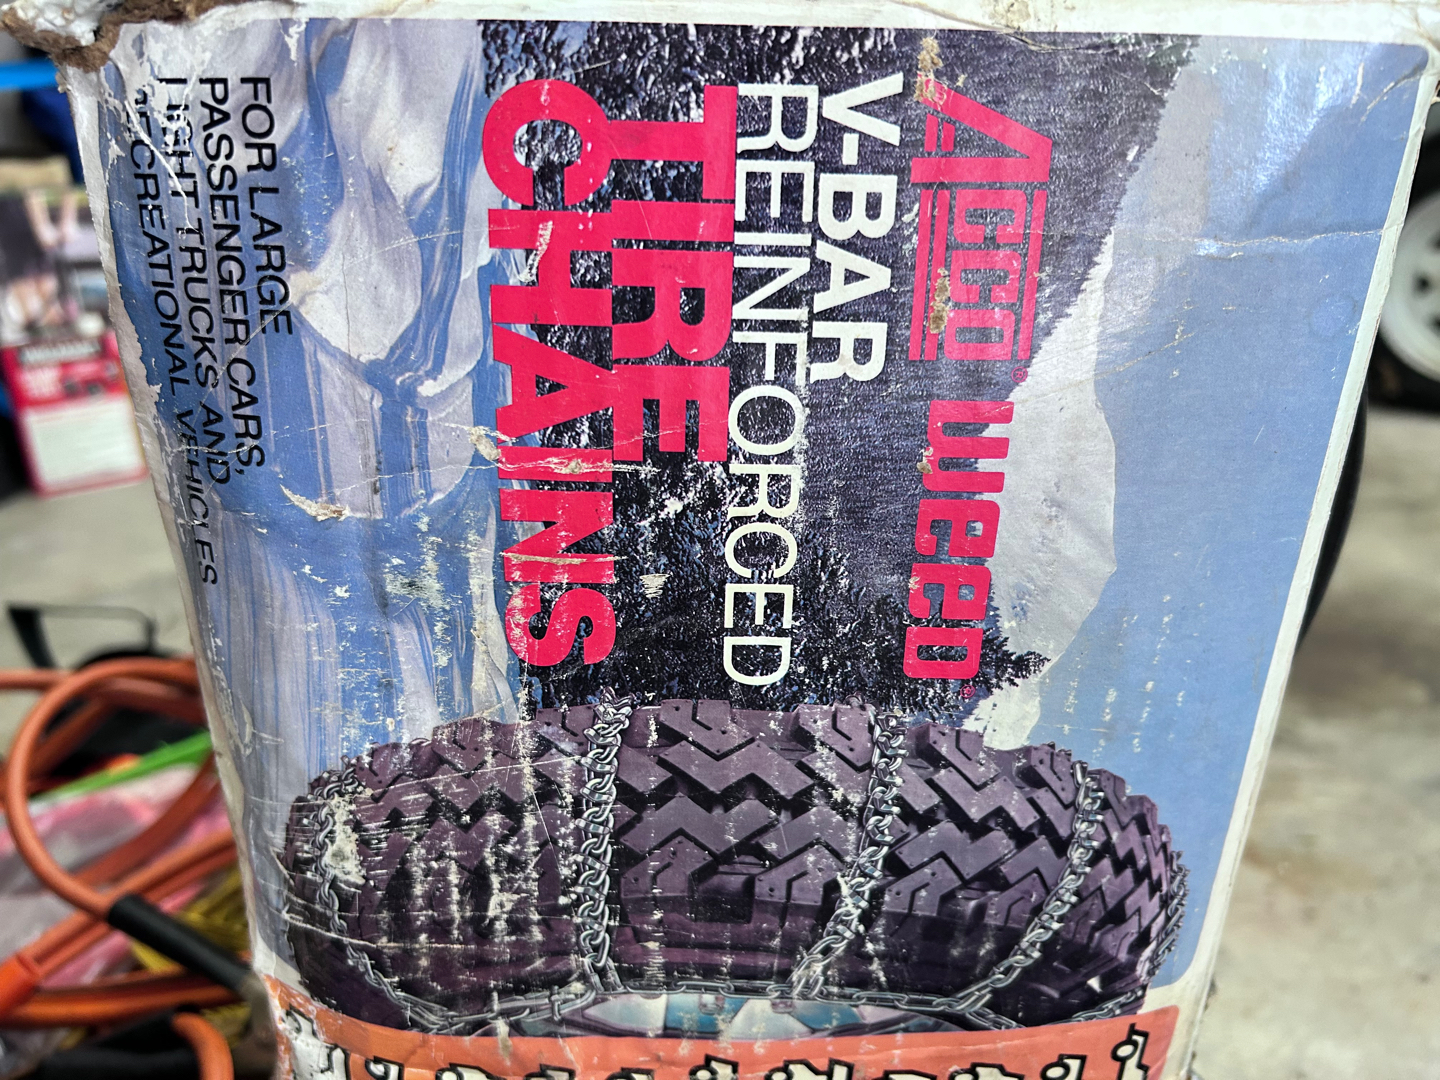 ACCO® WEED®
V-BAR
REINFORCED
TIRE
CHAINS
FOR LARGE
PASSENGER CARS,
LIGHT TRUCKS AND
RECREATIONAL VEHICLES